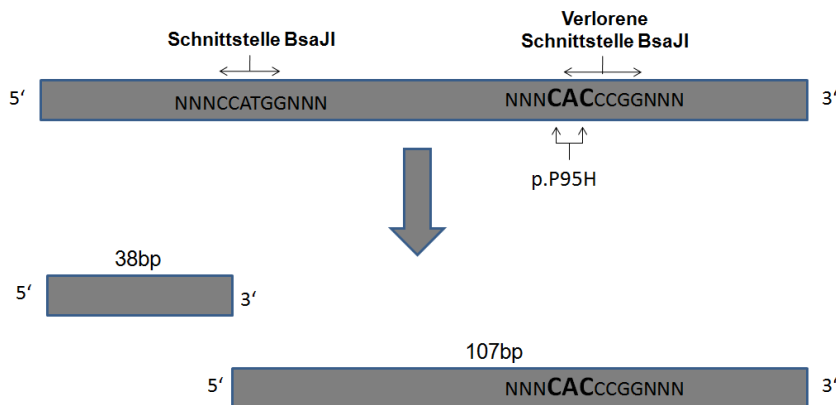 Schnittstelle BsaJI
Verlorene
Schnittstelle BsaJI
5‘
NNNCCATGGNNN
NNNCACCCGGNNN
3‘
p.P95H
38bp
5‘
3‘
107bp
5‘
NNNCACCCGGNNN
3‘